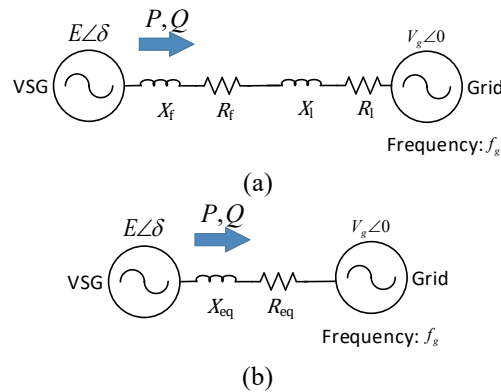 P, Q
E∠δ
V_g∠0
VSG
X_f
R_f
X_l
R_l
Grid
Frequency: f_g
(a)
P, Q
E∠δ
V_g∠0
VSG
X_eq
R_eq
Grid
Frequency: f_g
(b)